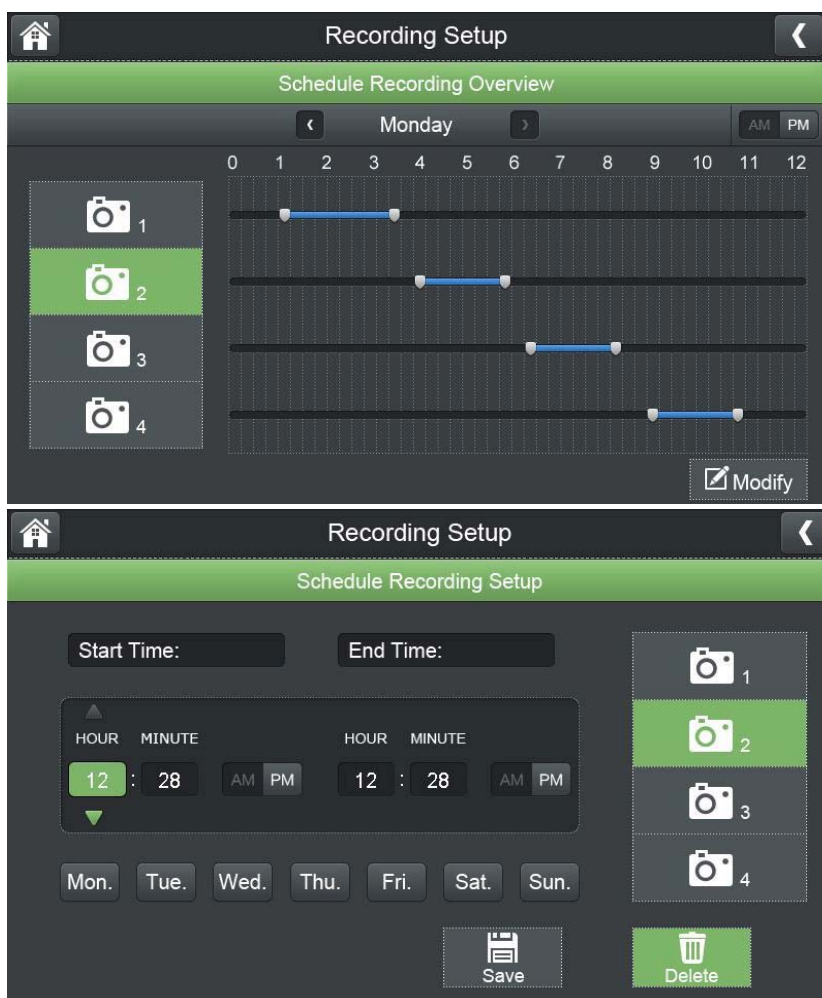 Recording Setup
Schedule Recording Overview
Monday AM PM
0 1 2 3 4 5 6 7 8 9 10 11 12
1
2
3
4
Modify
Recording Setup
Schedule Recording Setup
Start Time: End Time:
1
HOUR MINUTE HOUR MINUTE
2
12 : 28 AM PM 12 : 28 AM PM
3
Mon. Tue. Wed. Thu. Fri. Sat. Sun.
4
Save Delete